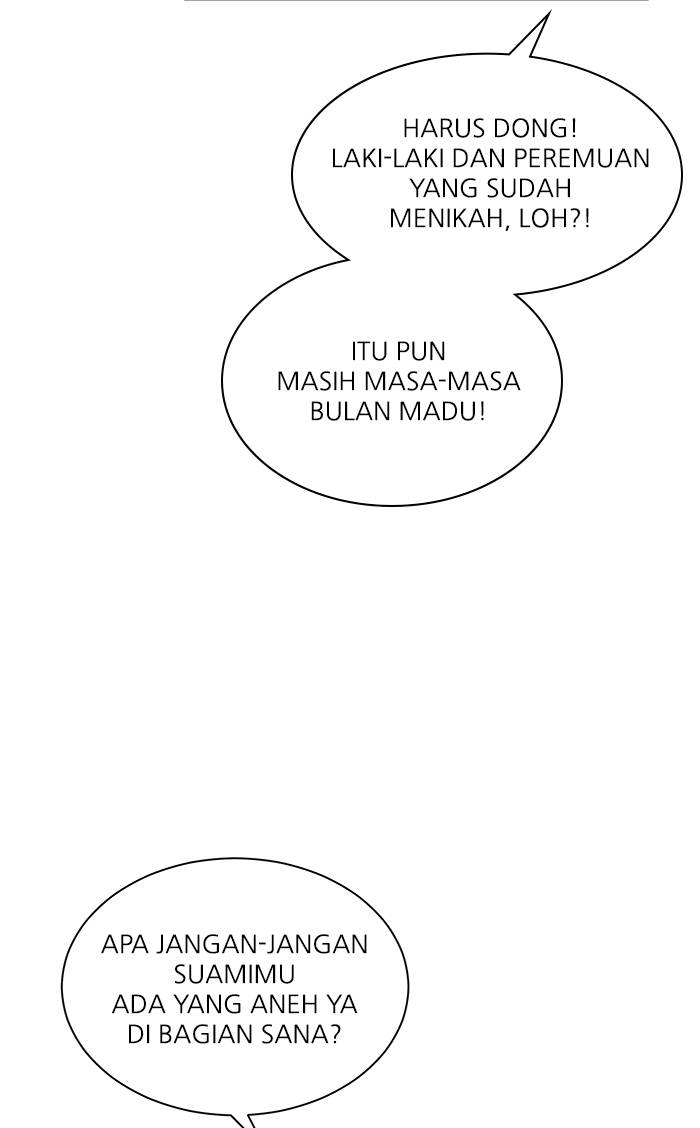 HARUS DONG!
LAKI-LAKI DAN PEREMUAN
YANG SUDAH
MENIKAH, LOH?!
ITU PUN
MASIH MASA-MASA
BULAN MADU!
APA JANGAN-JANGAN
SUAMIMU
ADA YANG ANEH YA
DI BAGIAN SANA?